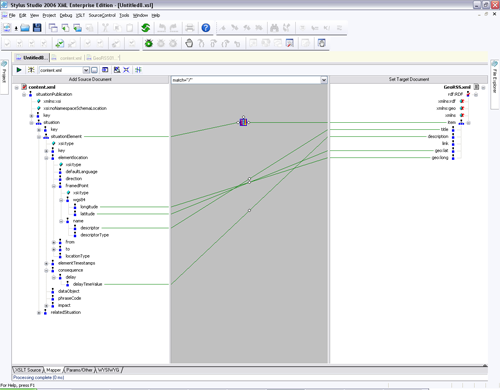 Stylus Studio 2006 XML Enterprise Edition - [Untitled8.xsl]
File Edit Project Debug XSLT SourceControl Tools Window Help
Untitled8.xsl content.xml GeoRSS
content.xml
Add Source Document match="/" Set Target Document
Project
File Explorer
content.xml GeoRSS.xml
situationPublication rdf:RDF
xmlns:xsi xmlns:rdf
xsi:noNamespaceSchemaLocation xmlns:geo
key xmlns
situation item
key title
situationElement description
xsi:type link
key geo:lat
elementlocation geo:long
xsi:type
defaultLanguage
direction
framedPoint
xsi:type
wgs84
longitude
latitude
name
descriptor
descriptorType
from
to
locationType
elementTimestamps
consequence
delay
delayTimeValue
dataObject
phraseCode
impact
relatedSituation
XSLT Source Mapper Params/Other WYSIWYG
Processing complete (0 ms)
For Help, press F1